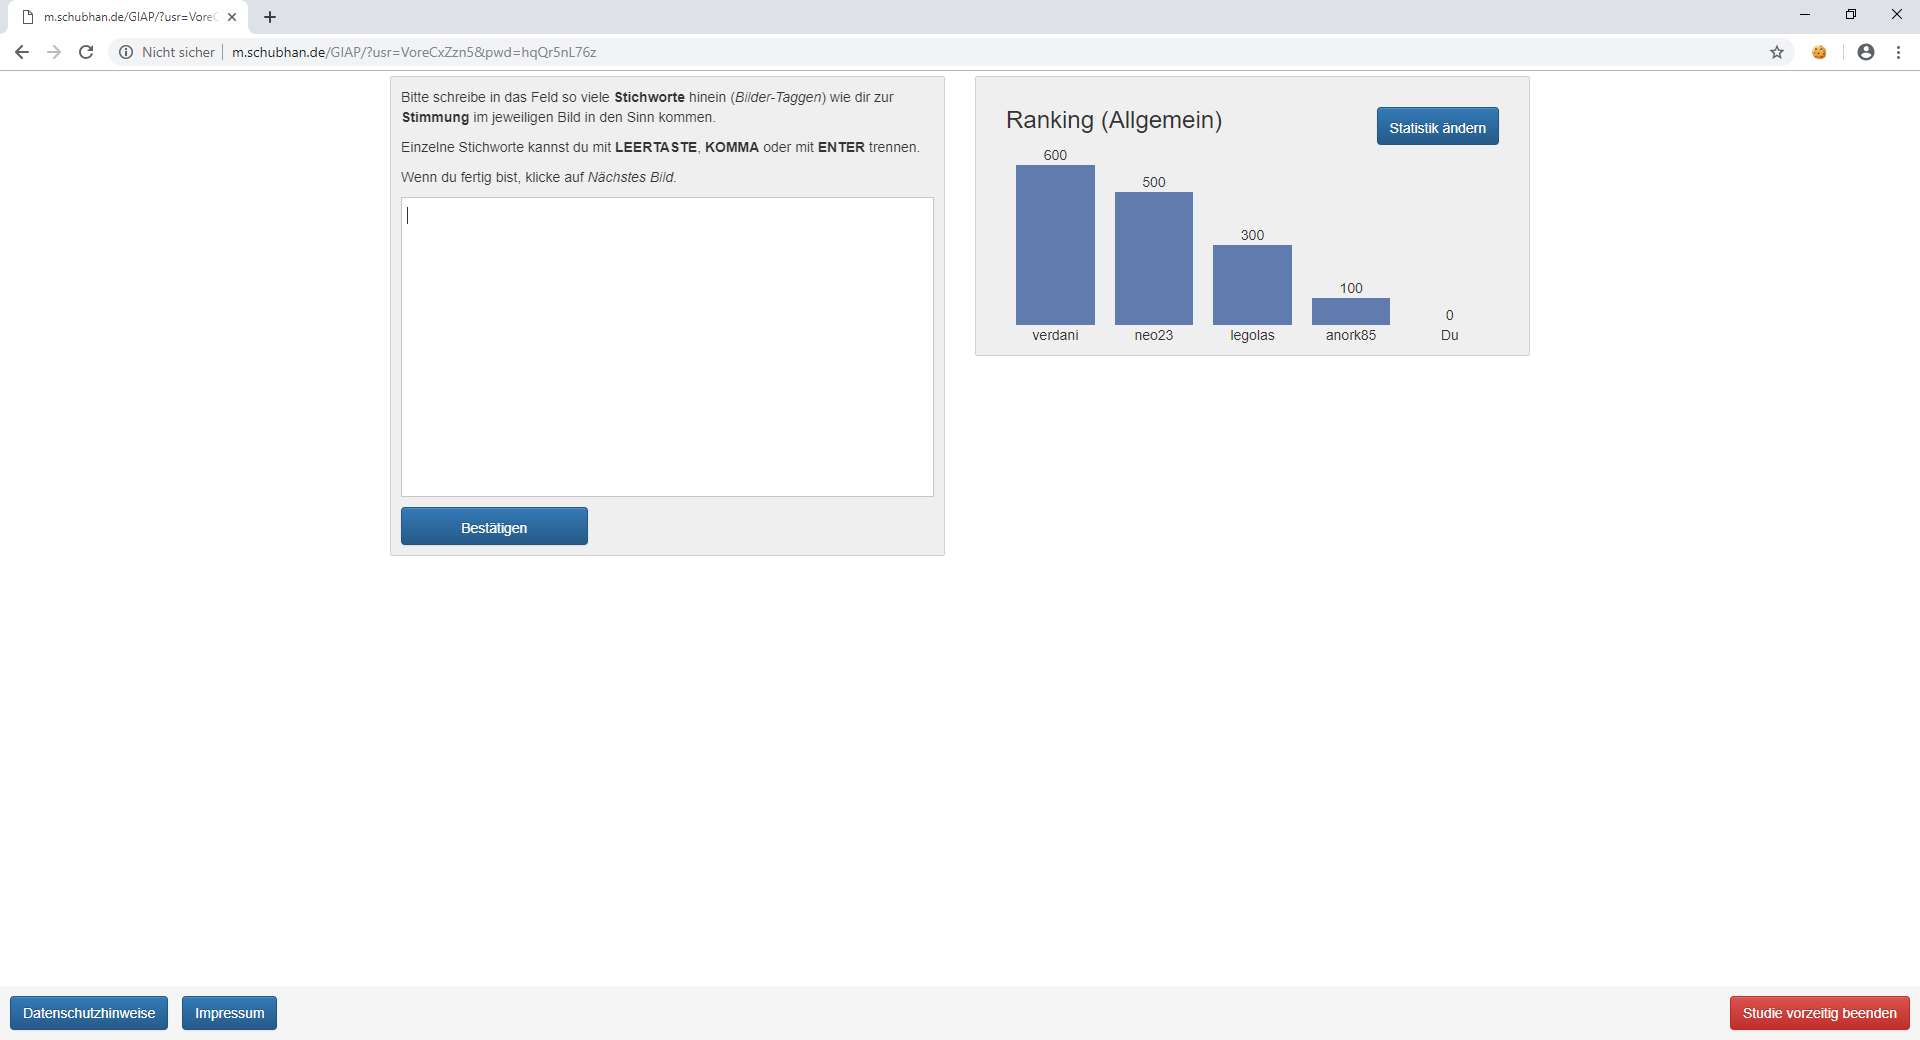 m.schubhan.de/GIAP/?usr=VoreC
Nicht sicher
m.schubhan.de/GIAP/?usr=VoreCxZzn5&pwd=hqQr5nL76z
Bitte schreibe in das Feld so viele Stichworte hinein (Bilder-Taggen) wie dir zur
Stimmung im jeweiligen Bild in den Sinn kommen.
Einzelne Stichworte kannst du mit LEERTASTE, KOMMA oder mit ENTER trennen.
Wenn du fertig bist, klicke auf Nächstes Bild.
Bestätigen
Ranking (Allgemein)
Statistik ändern
600
500
300
100
0
verdani
neo23
legolas
anork85
Du
Datenschutzhinweise
Impressum
Studie vorzeitig beenden